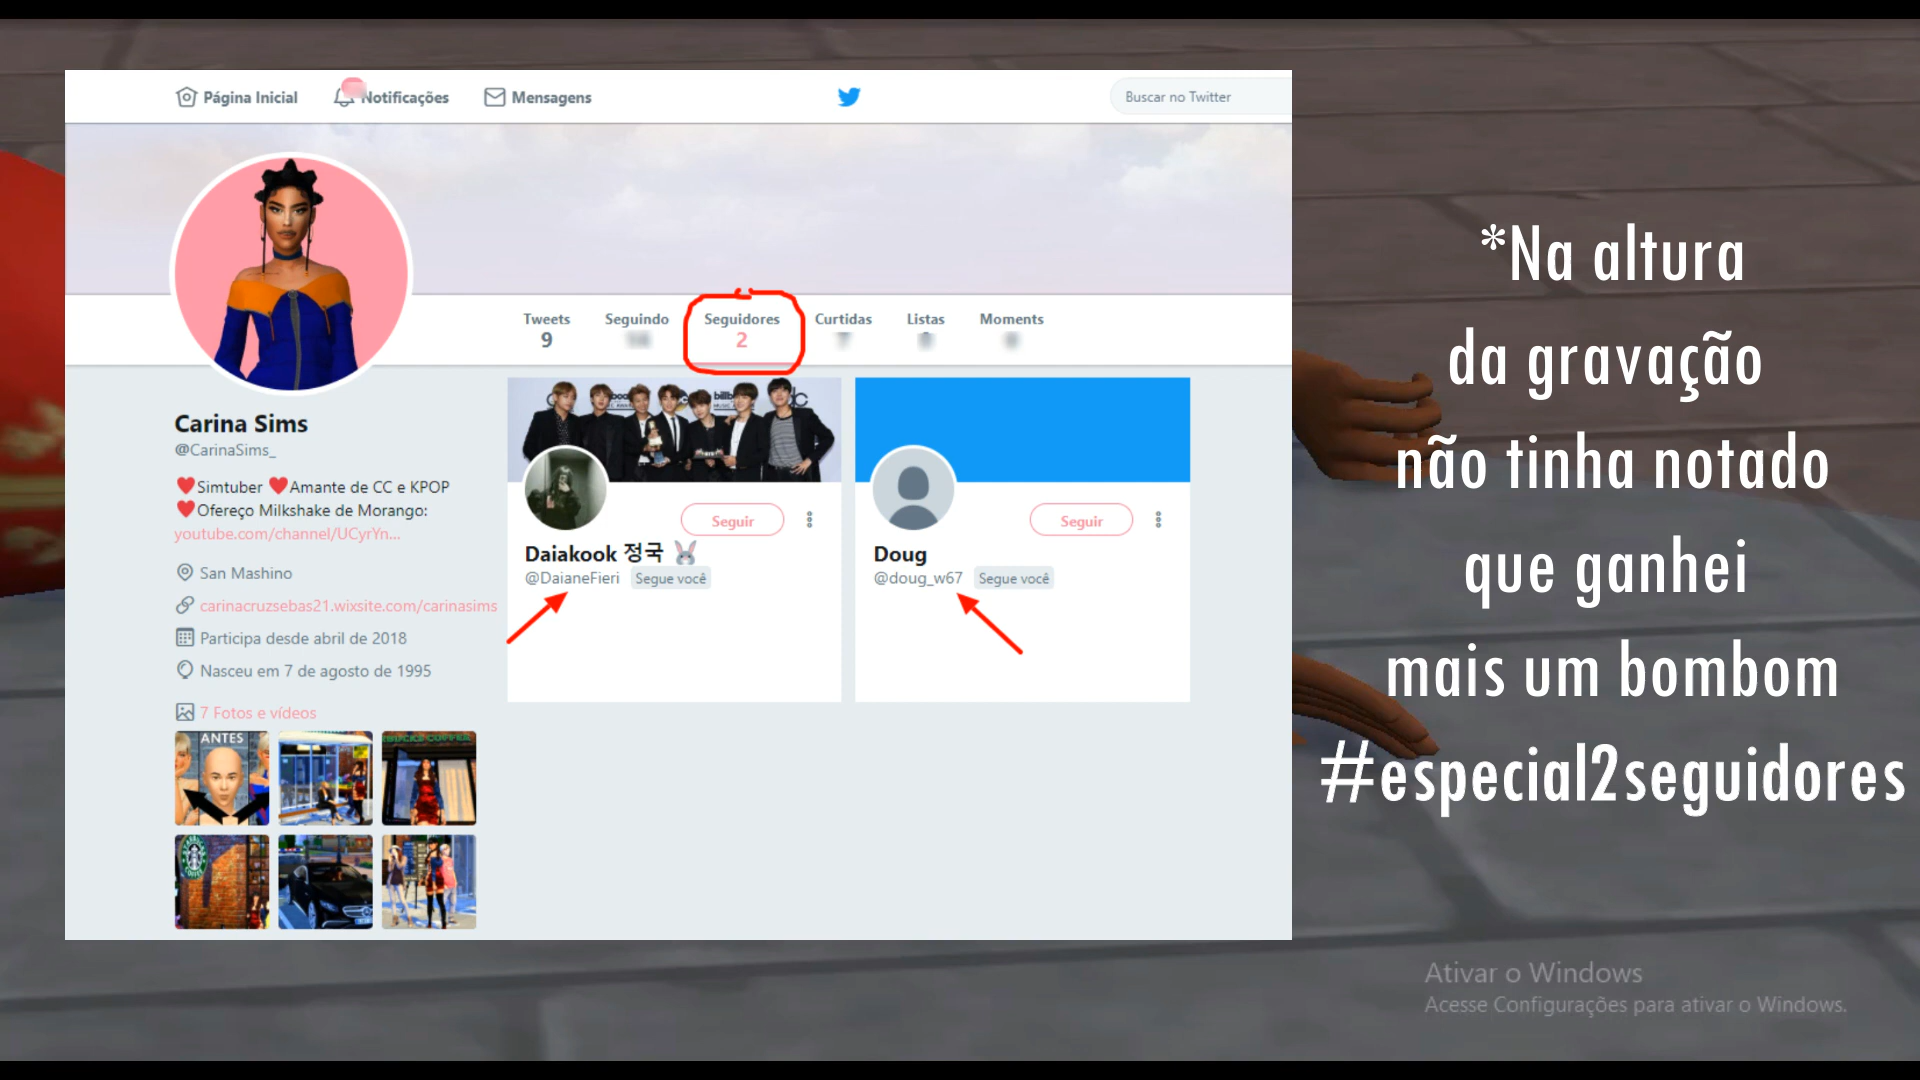 Página Inicial
Notificações
Mensagens
Buscar no Twitter
Tweets
9
Seguindo
Seguidores
2
Curtidas
7
Listas
Moments
Carina Sims
@CarinaSims_
❤Simtuber ❤Amante de CC e KPOP
❤Ofereço Milkshake de Morango:
youtube.com/channel/UCyrYn...
San Mashino
carinacruzsebas21.wixsite.com/carinasims
Participa desde abril de 2018
Nasceu em 7 de agosto de 1995
7 Fotos e vídeos
ANTES
Seguir
Daiakook 정국 🐰
@DaianeFieri Segue você
Seguir
Doug
@doug_w67 Segue você
*Na altura
da gravação
não tinha notado
que ganhei
mais um bombom
#especial2seguidores
Ativar o Windows
Acesse Configurações para ativar o Windows.